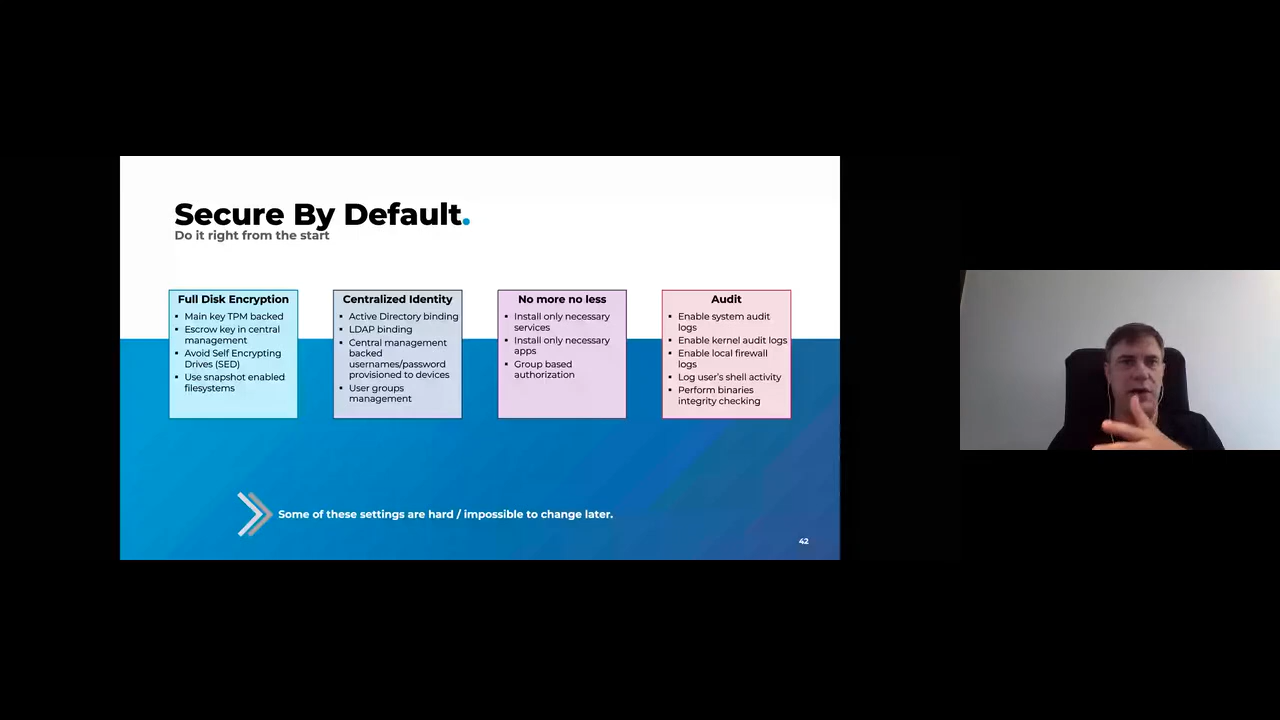 Secure By Default.
Do it right from the start
Full Disk Encryption
Main key TPM backed
Escrow key in central
management
Avoid Self Encrypting
Drives (SED)
Use snapshot enabled
filesystems
Centralized Identity
Active Directory binding
LDAP binding
Central management
backed
usernames/password
provisioned to devices
User groups
management
No more no less
Install only necessary
services
Install only necessary
apps
Group based
authorization
Audit
Enable system audit
logs
Enable kernel audit logs
Enable local firewall
logs
Log user's shell activity
Perform binaries
integrity checking
Some of these settings are hard / impossible to change later.
42